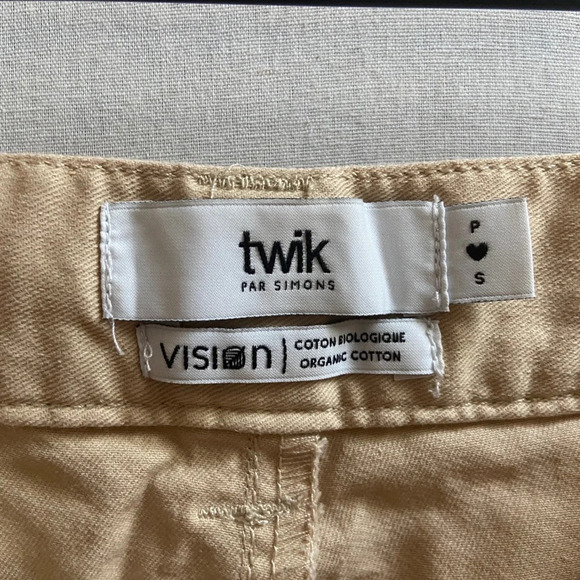 twik
PAR SIMONS
P
♥
S
VISION
COTON BIOLOGIQUE
ORGANIC COTTON